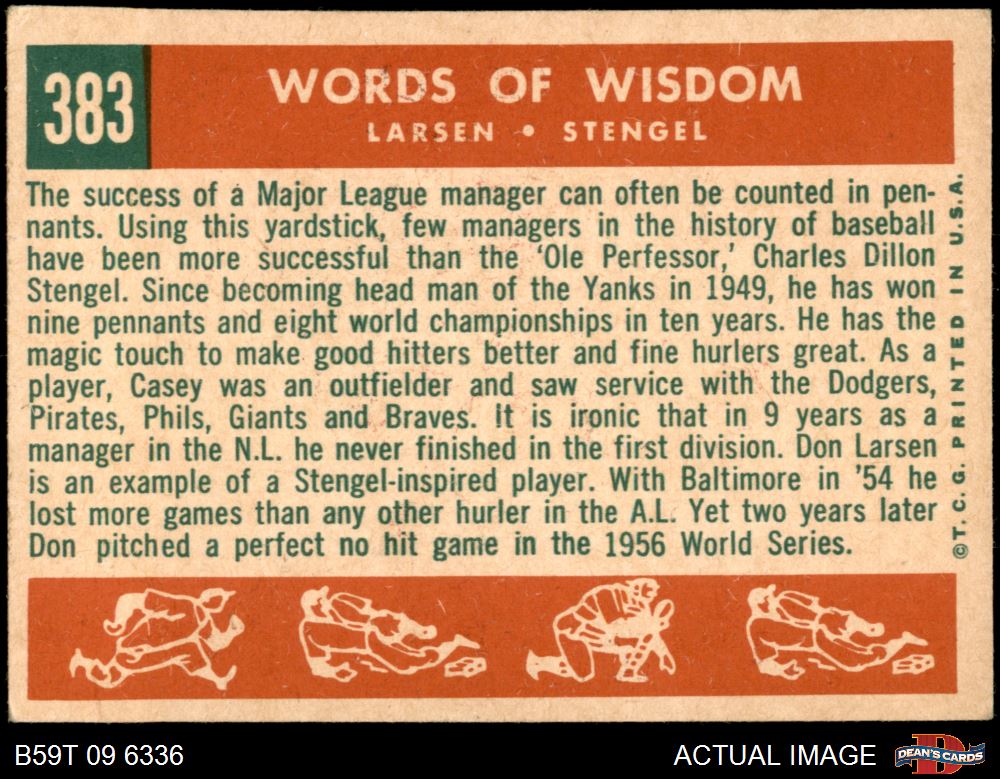 383
WORDS OF WISDOM
LARSEN • STENGEL
The success of a Major League manager can often be counted in pen-
nants. Using this yardstick, few managers in the history of baseball
have been more successful than the 'Ole Perfessor,' Charles Dillon
Stengel. Since becoming head man of the Yanks in 1949, he has won
nine pennants and eight world championships in ten years. He has the
magic touch to make good hitters better and fine hurlers great. As a
player, Casey was an outfielder and saw service with the Dodgers,
Pirates, Phils, Giants and Braves. It is ironic that in 9 years as a
manager in the N.L. he never finished in the first division. Don Larsen
is an example of a Stengel-inspired player. With Baltimore in '54 he
lost more games than any other hurler in the A.L. Yet two years later
Don pitched a perfect no hit game in the 1956 World Series.
©T. C. G. PRINTED IN U.S.A.
B59T 09 6336
ACTUAL IMAGE
D
DEAN'S CARDS